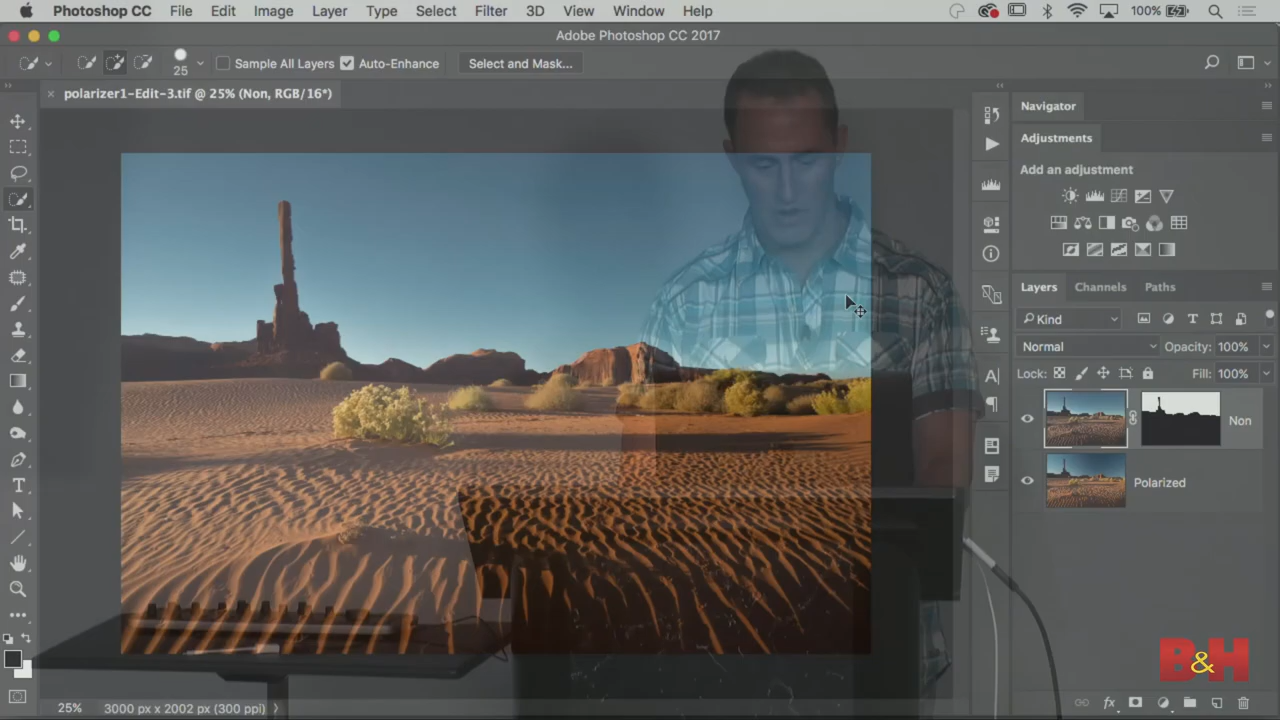 Photoshop CC File Edit Image Layer Type Select Filter 3D View Window Help 100%
Adobe Photoshop CC 2017
25 Sample All Layers Auto-Enhance Select and Mask...
× polarizer1-Edit-3.tif @ 25% (Non, RGB/16*)
Navigator
Adjustments
Add an adjustment
Layers Channels Paths
Kind
Normal Opacity: 100%
Lock: Fill: 100%
Non
Polarized
B&H
25% 3000 px x 2002 px (300 ppi)